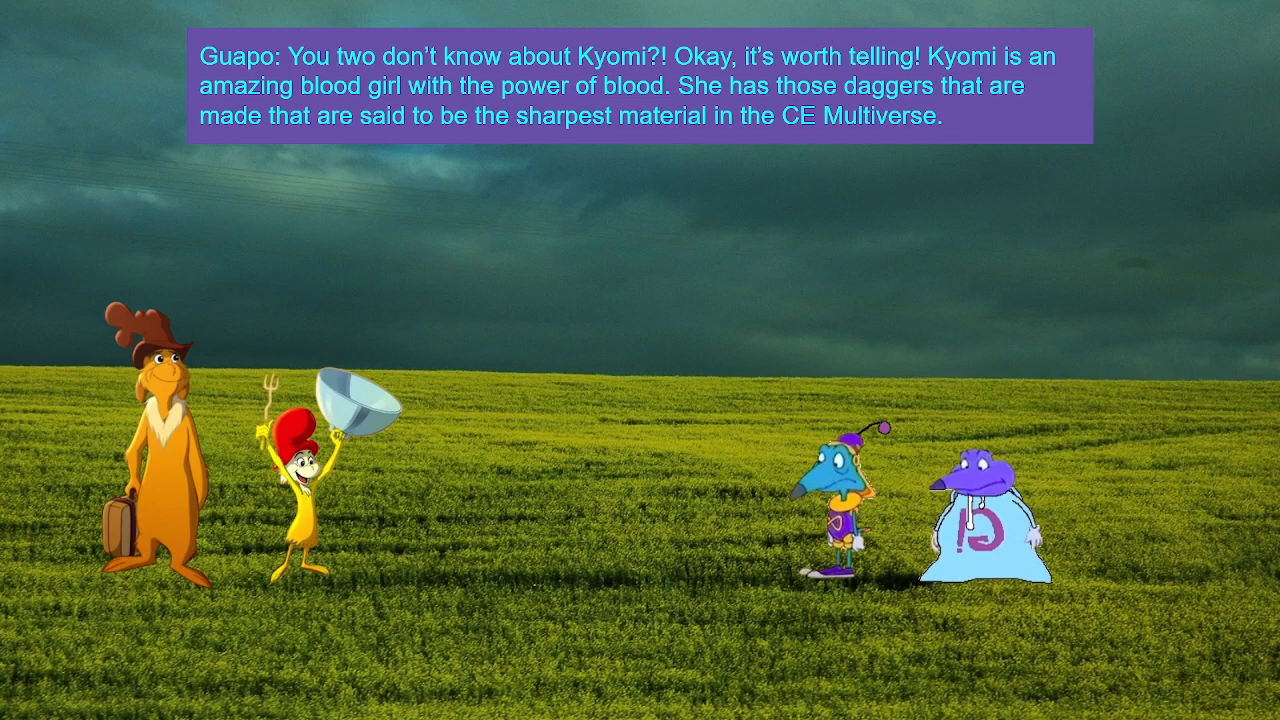 Guapo: You two don’t know about Kyomi?! Okay, it’s worth telling! Kyomi is an
amazing blood girl with the power of blood. She has those daggers that are
made that are said to be the sharpest material in the CE Multiverse.